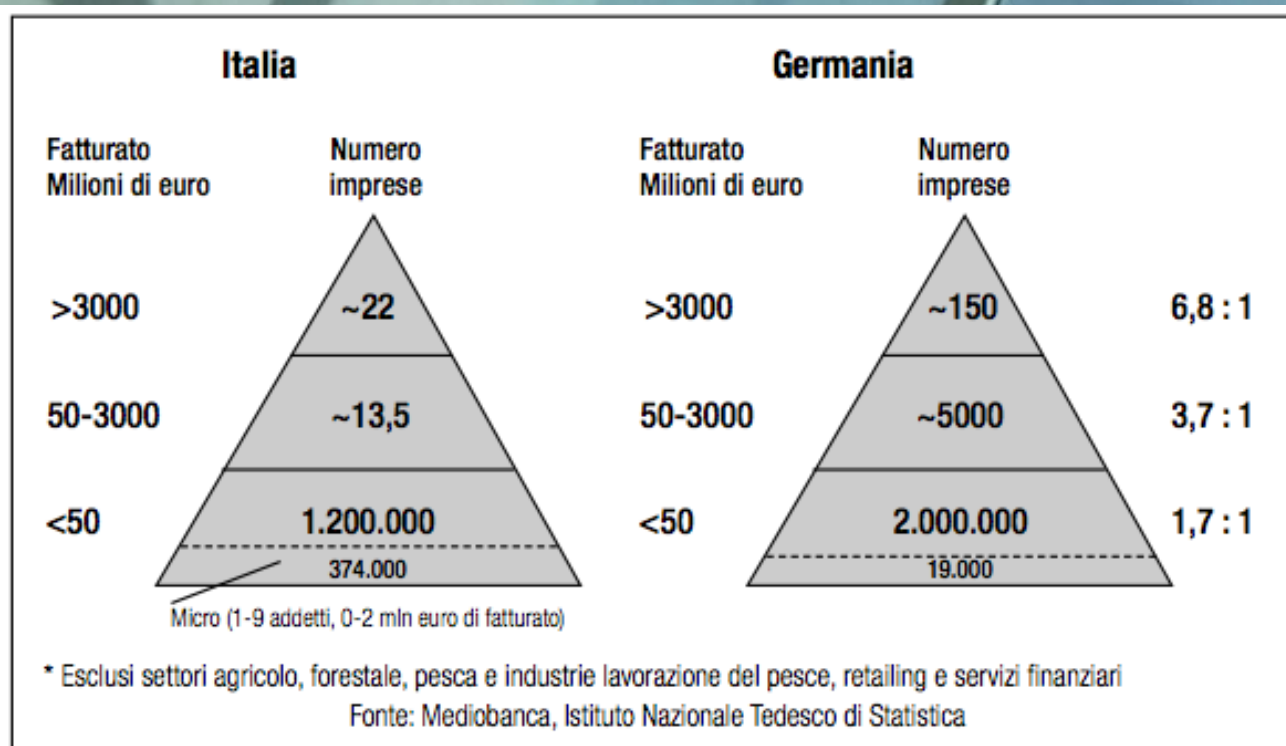 Italia
Germania
Fatturato
Milioni di euro
Numero
imprese
Fatturato
Milioni di euro
Numero
imprese
>3000
~22
>3000
~150
6,8 : 1
50-3000
~13,5
50-3000
~5000
3,7 : 1
<50
1.200.000
<50
2.000.000
1,7 : 1
374.000
19.000
Micro (1-9 addetti, 0-2 mln euro di fatturato)
* Esclusi settori agricolo, forestale, pesca e industrie lavorazione del pesce, retailing e servizi finanziari
Fonte: Mediobanca, Istituto Nazionale Tedesco di Statistica